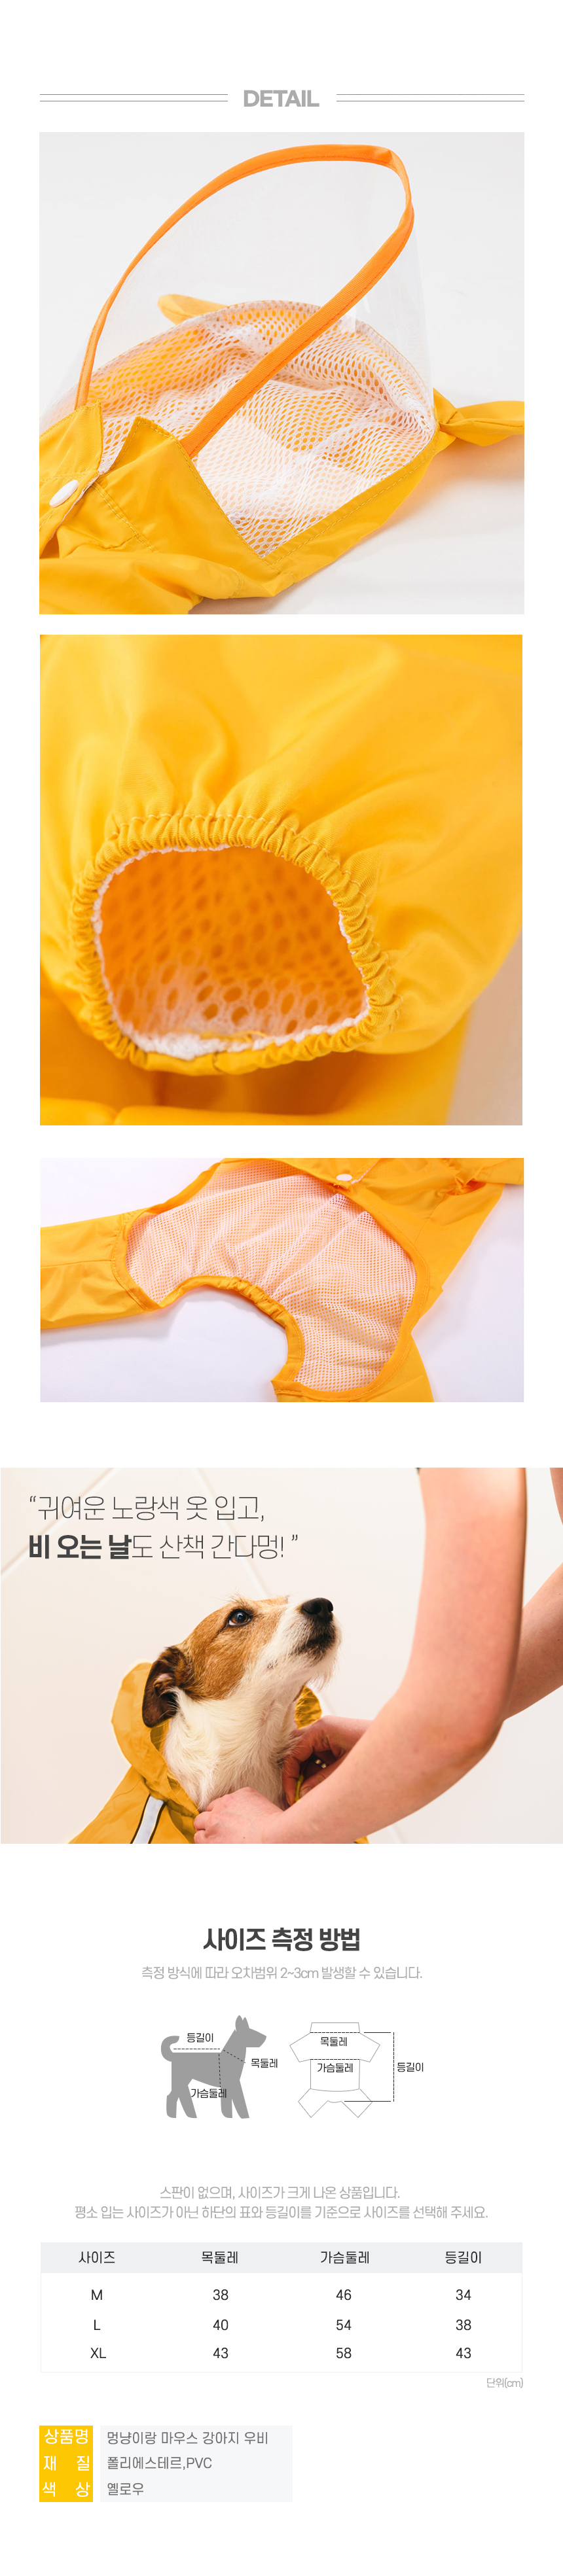 DETAIL
“귀여운 노랑색 옷 입고,
비 오는 날도 산책 간다멍! ”
사이즈 측정 방법
측정 방식에 따라 오차범위 2~3cm 발생할 수 있습니다.
등길이
목둘레
가슴둘레
목둘레
가슴둘레
등길이
스판이 없으며, 사이즈가 크게 나온 상품입니다.
평소 입는 사이즈가 아닌 하단의 표와 등길이를 기준으로 사이즈를 선택해 주세요.
사이즈 목둘레 가슴둘레 등길이
M 38 46 34
L 40 54 38
XL 43 58 43
단위(cm)
상품명 멍냥이랑 마우스 강아지 우비
재 질 폴리에스테르,PVC
색 상 옐로우